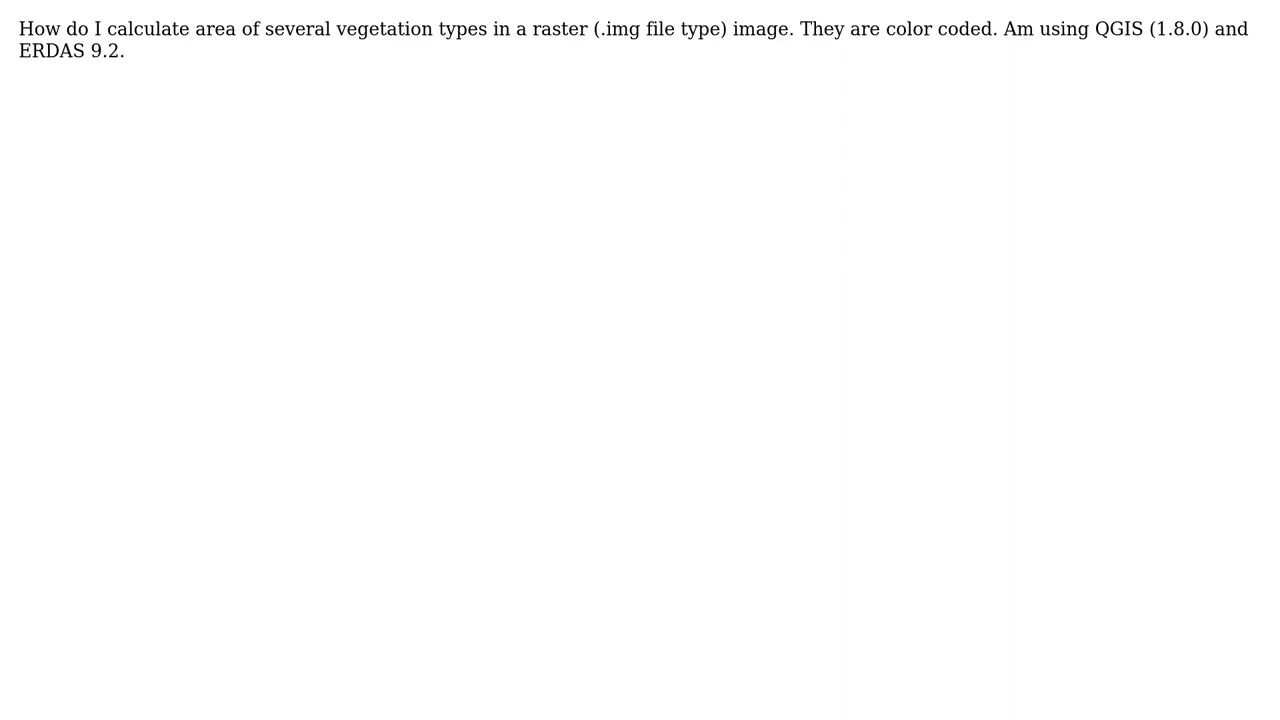 How do I calculate area of several vegetation types in a raster (.img file type) image. They are color coded. Am using QGIS (1.8.0) and
ERDAS 9.2.